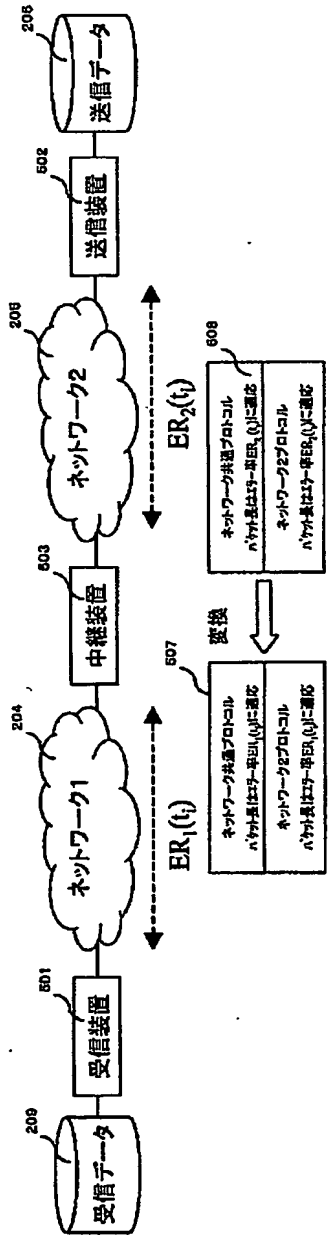 209
受信データ
501
受信装置
204
ネットワーク1
503
中継装置
205
ネットワーク2
502
送信装置
206
送信データ
ER₁(tᵢ)
ER₂(tᵢ)
507
ネットワーク共通プロトコル
パケット長はエラー率ER₁(tᵢ)に適応
ネットワーク2プロトコル
パケット長はエラー率ER₁(tᵢ)に適応
変換
508
ネットワーク共通プロトコル
パケット長はエラー率ER₂(tᵢ)に適応
ネットワーク2プロトコル
パケット長はエラー率ER₂(tᵢ)に適応